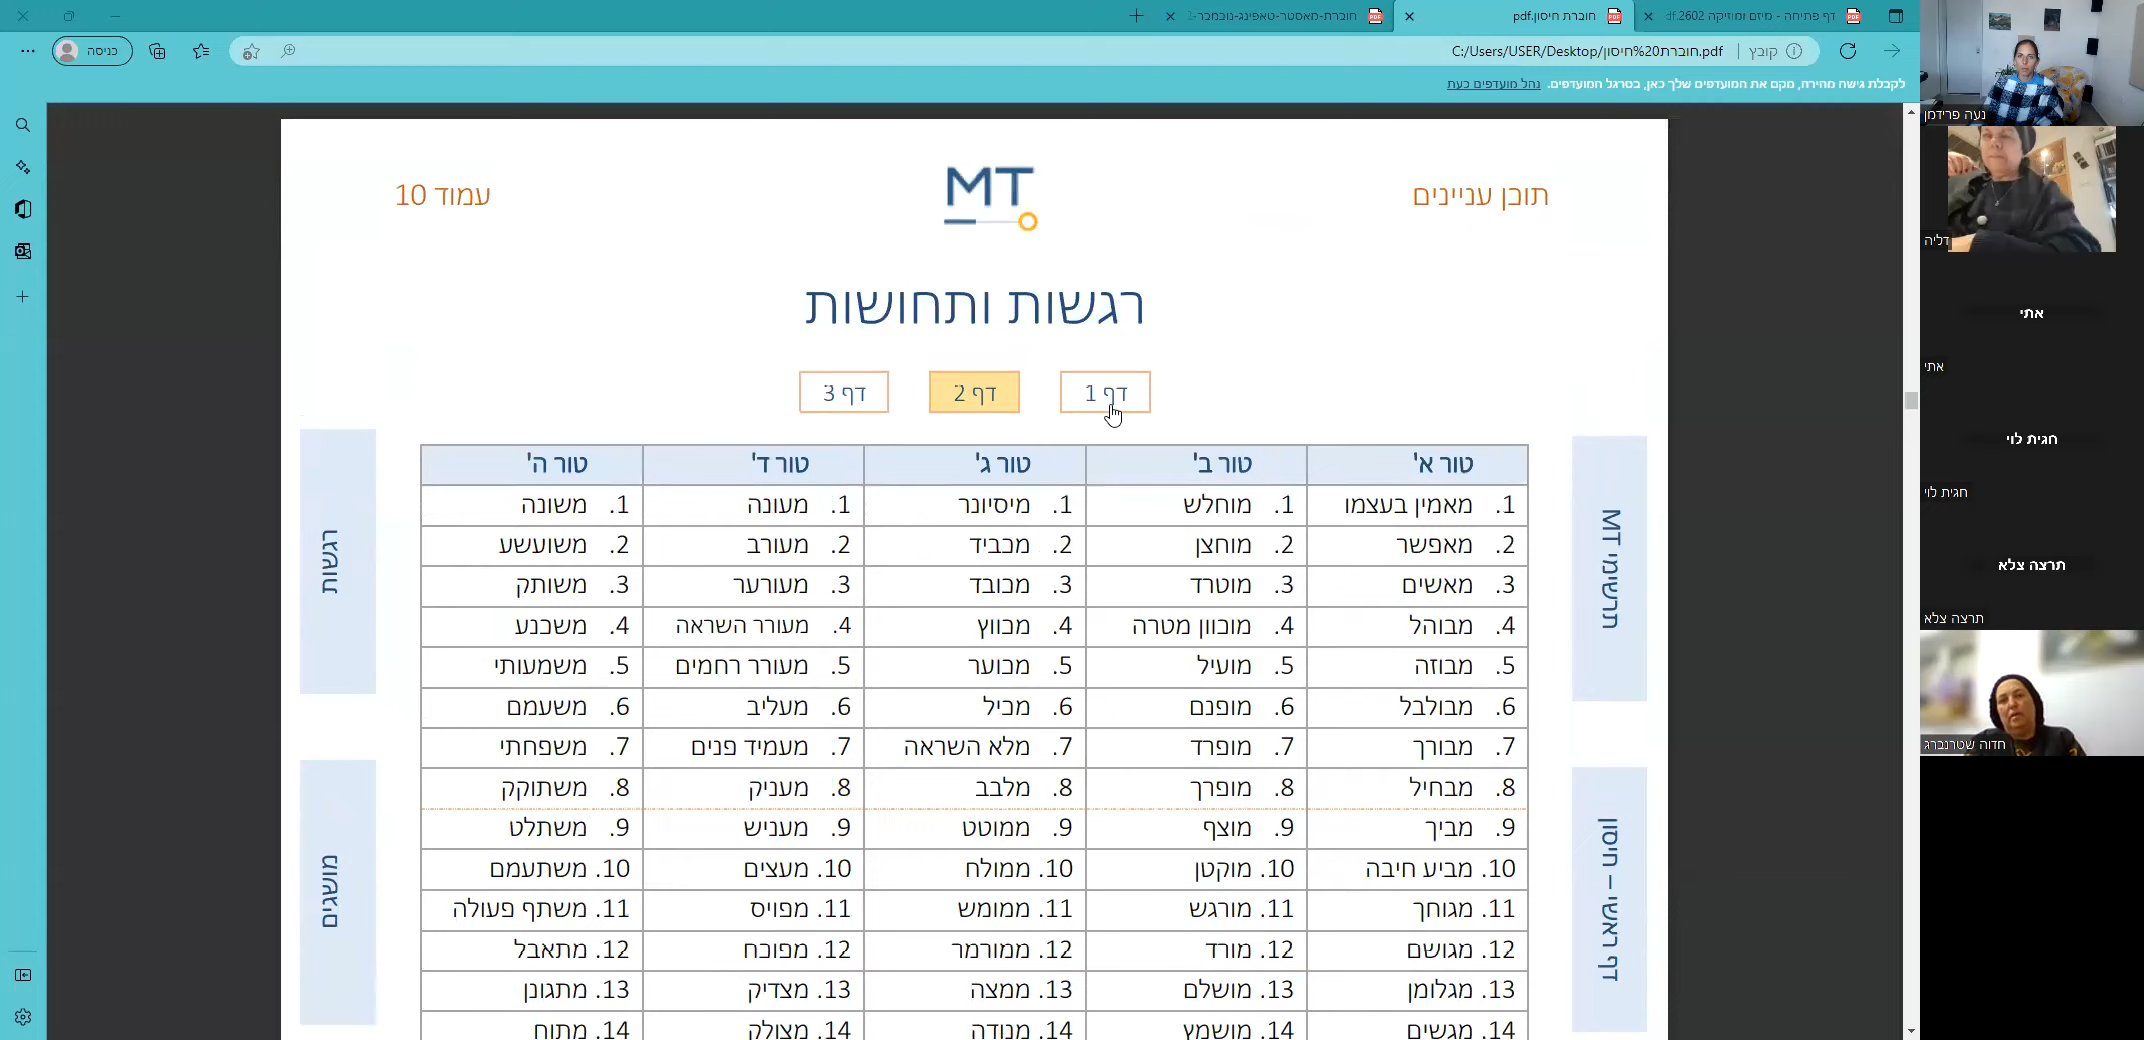 חוברת-מאסטר-טאפינג-נובמבר-
חוברת חיסון.pdf
דף פתיחה - מיזם ומוזיקה 2602.
כניסה
C:/Users/USER/Desktop/חוברת%20חיסון.pdf
קובץ
לקבלת גישה מהירה, מקם את המועדפים שלך כאן, בסרגל המועדפים. נהל מועדפים כעת
תוכן עניינים
MT
עמוד 10
רגשות ותחושות
דף 1
דף 2
דף 3
טור א' טור ב' טור ג' טור ד' טור ה'
1. מאמין בעצמו 1. מוחלש 1. מיסיונר 1. מעונה 1. משונה
2. מאפשר 2. מוחצן 2. מכביד 2. מעורב 2. משועשע
3. מאשים 3. מוטרד 3. מכובד 3. מעורער 3. משותק
4. מבוהל 4. מוכוון מטרה 4. מכווץ 4. מעורר השראה 4. משכנע
5. מבוזה 5. מועיל 5. מכוער 5. מעורר רחמים 5. משמעותי
6. מבולבל 6. מופנם 6. מכיל 6. מעליב 6. משעמם
7. מבורך 7. מופרד 7. מלא השראה 7. מעמיד פנים 7. משפחתי
8. מבחיל 8. מופרך 8. מלבב 8. מעניק 8. משתוקק
9. מביך 9. מוצף 9. ממוטט 9. מעניש 9. משתלט
10. מביע חיבה 10. מוקטן 10. ממולח 10. מעצים 10. משתעמם
11. מגוחך 11. מורגש 11. ממומש 11. מפויס 11. משתף פעולה
12. מגושם 12. מורד 12. ממורמר 12. מפוכח 12. מתאבל
13. מגלומן 13. מושלם 13. ממצה 13. מצדיק 13. מתגונן
14. מגשים 14. מושמץ 14. מנודה 14. מצולק 14. מתוח
תרשימי MT
דף ראשי – חיסון
רגשות
מושגים
נעה פרידמן
דליה
אתי
אתי
חגית לוי
חגית לוי
תרצה צלא
תרצה צלא
חדוה שטרנברג